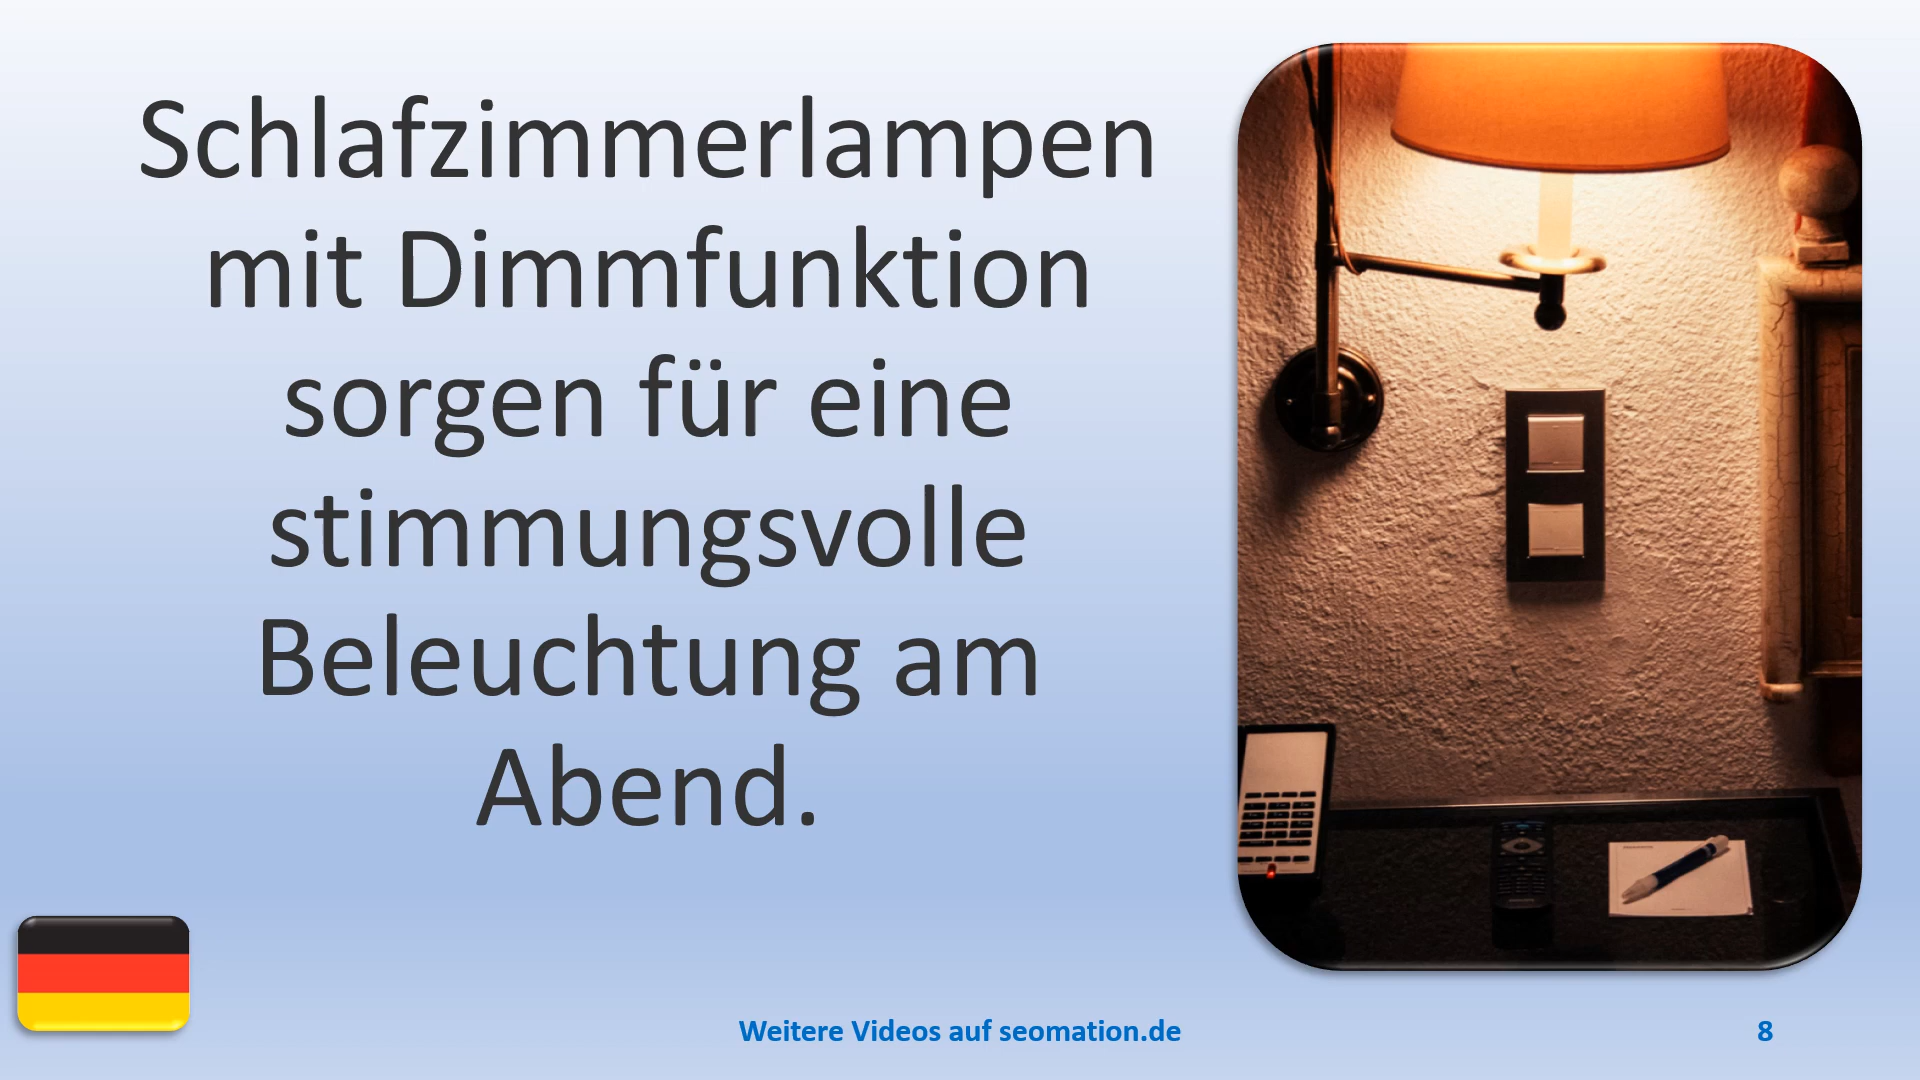 Schlafzimmerlampen
mit Dimmfunktion
sorgen für eine
stimmungsvolle
Beleuchtung am
Abend.
Weitere Videos auf seomation.de
8